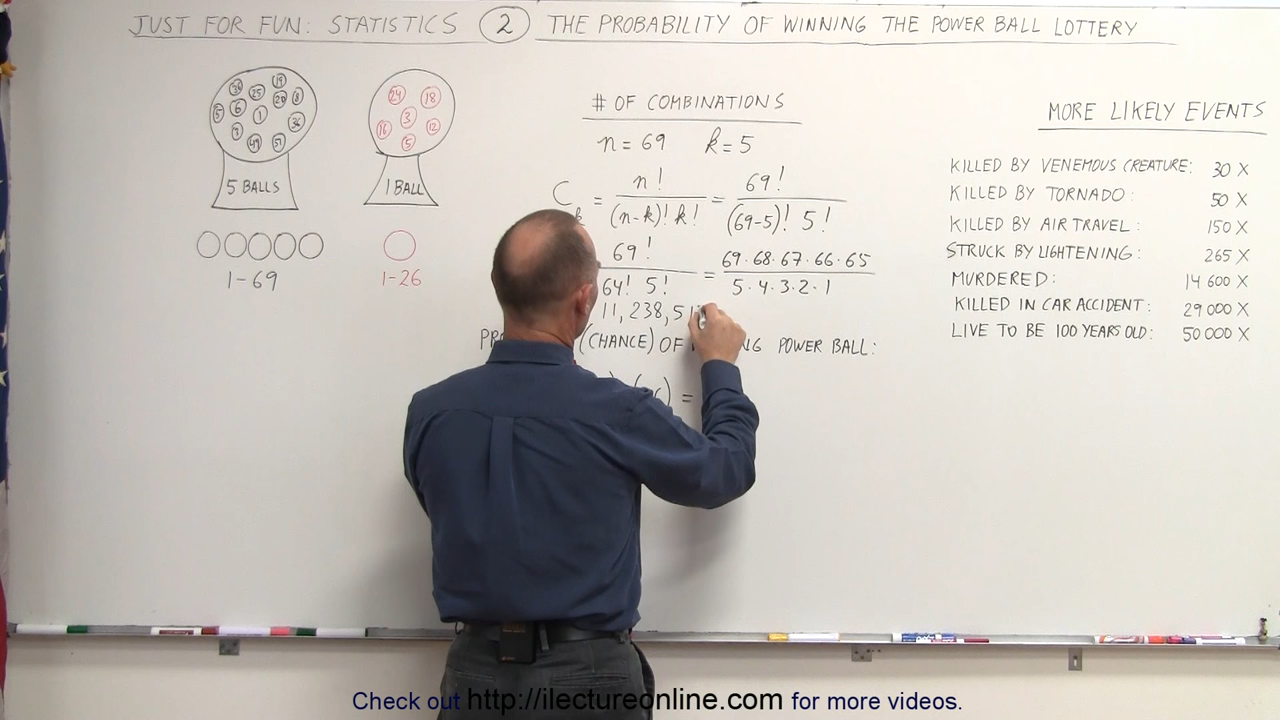 JUST FOR FUN: STATISTICS 2 THE PROBABILITY OF WINNING THE POWER BALL LOTTERY
5 BALLS
1 BALL
1-69
1-26
# OF COMBINATIONS
n = 69 k = 5
n! / (n-k)! k! = 69! / (69-5)! 5!
69! / 64! 5! = 69·68·67·66·65 / 5·4·3·2·1
11,238,51
(CHANCE) OF
POWER BALL:
MORE LIKELY EVENTS
KILLED BY VENEMOUS CREATURE: 30 X
KILLED BY TORNADO: 50 X
KILLED BY AIR TRAVEL: 150 X
STRUCK BY LIGHTENING: 265 X
MURDERED: 14 600 X
KILLED IN CAR ACCIDENT: 29 000 X
LIVE TO BE 100 YEARS OLD: 50 000 X
Check out http://ilectureonline.com for more videos.